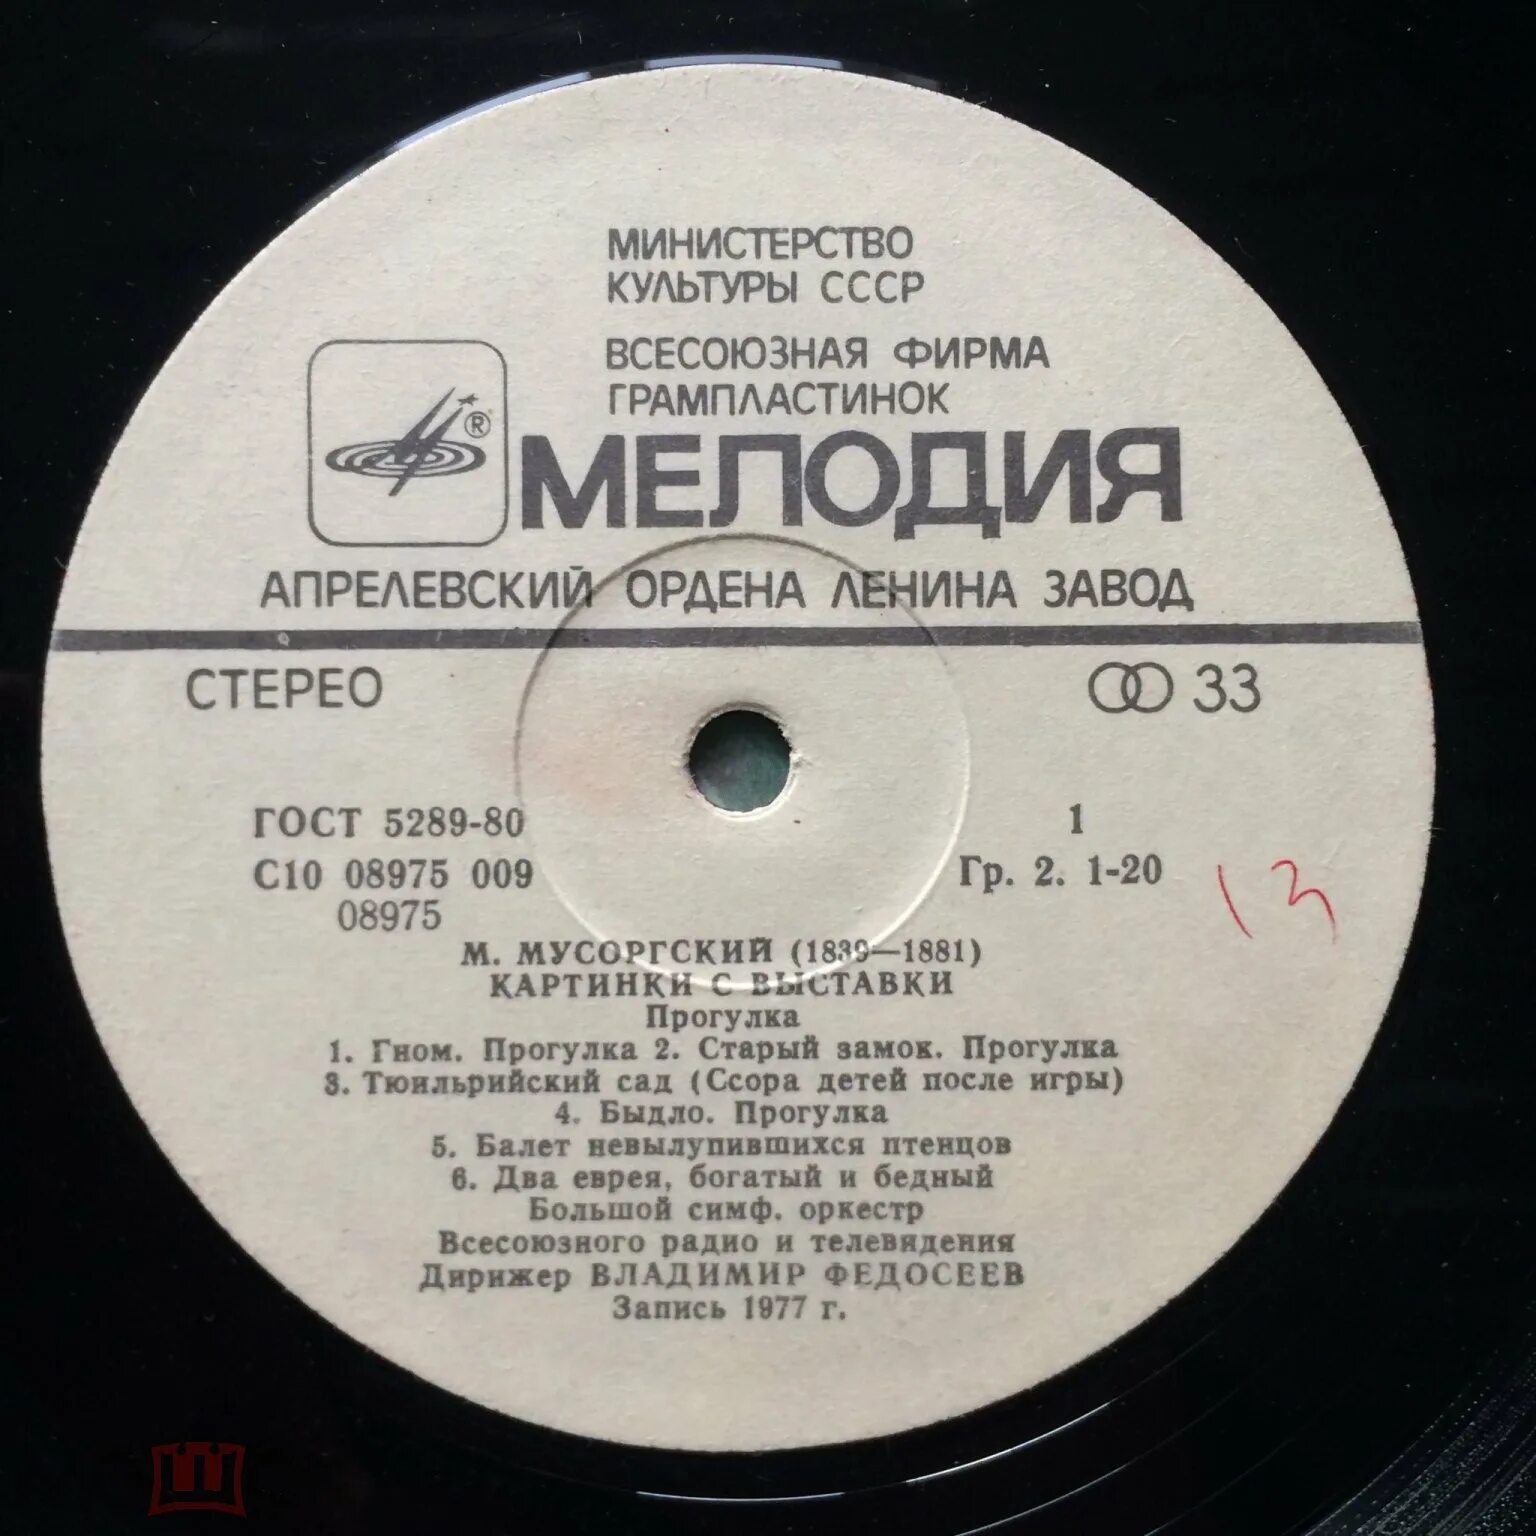 МИНИСТЕРСТВО
КУЛЬТУРЫ СССР
ВСЕСОЮЗНАЯ ФИРМА
ГРАМПЛАСТИНОК
®
МЕЛОДИЯ
АПРЕЛЕВСКИЙ ОРДЕНА ЛЕНИНА ЗАВОД
СТЕРЕО
33
ГОСТ 5289-80
1
С10 08975 009
Гр. 2. 1-20
13
08975
М. МУСОРГСКИЙ (1839—1881)
КАРТИНКИ С ВЫСТАВКИ
Прогулка
1. Гном. Прогулка 2. Старый замок. Прогулка
3. Тюильрийский сад (Ссора детей после игры)
4. Быдло. Прогулка
5. Балет невылупившихся птенцов
6. Два еврея, богатый и бедный
Большой симф. оркестр
Всесоюзного радио и телевидения
Дирижер ВЛАДИМИР ФЕДОСЕЕВ
Запись 1977 г.